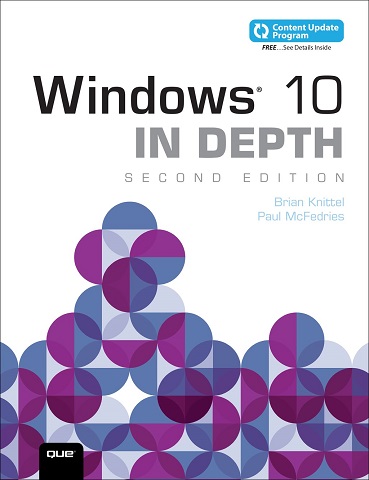 Content Update
Program
FREE...See Details Inside
Windows® 10
IN DEPTH
SECOND EDITION
Brian Knittel
Paul McFedries
QUE®